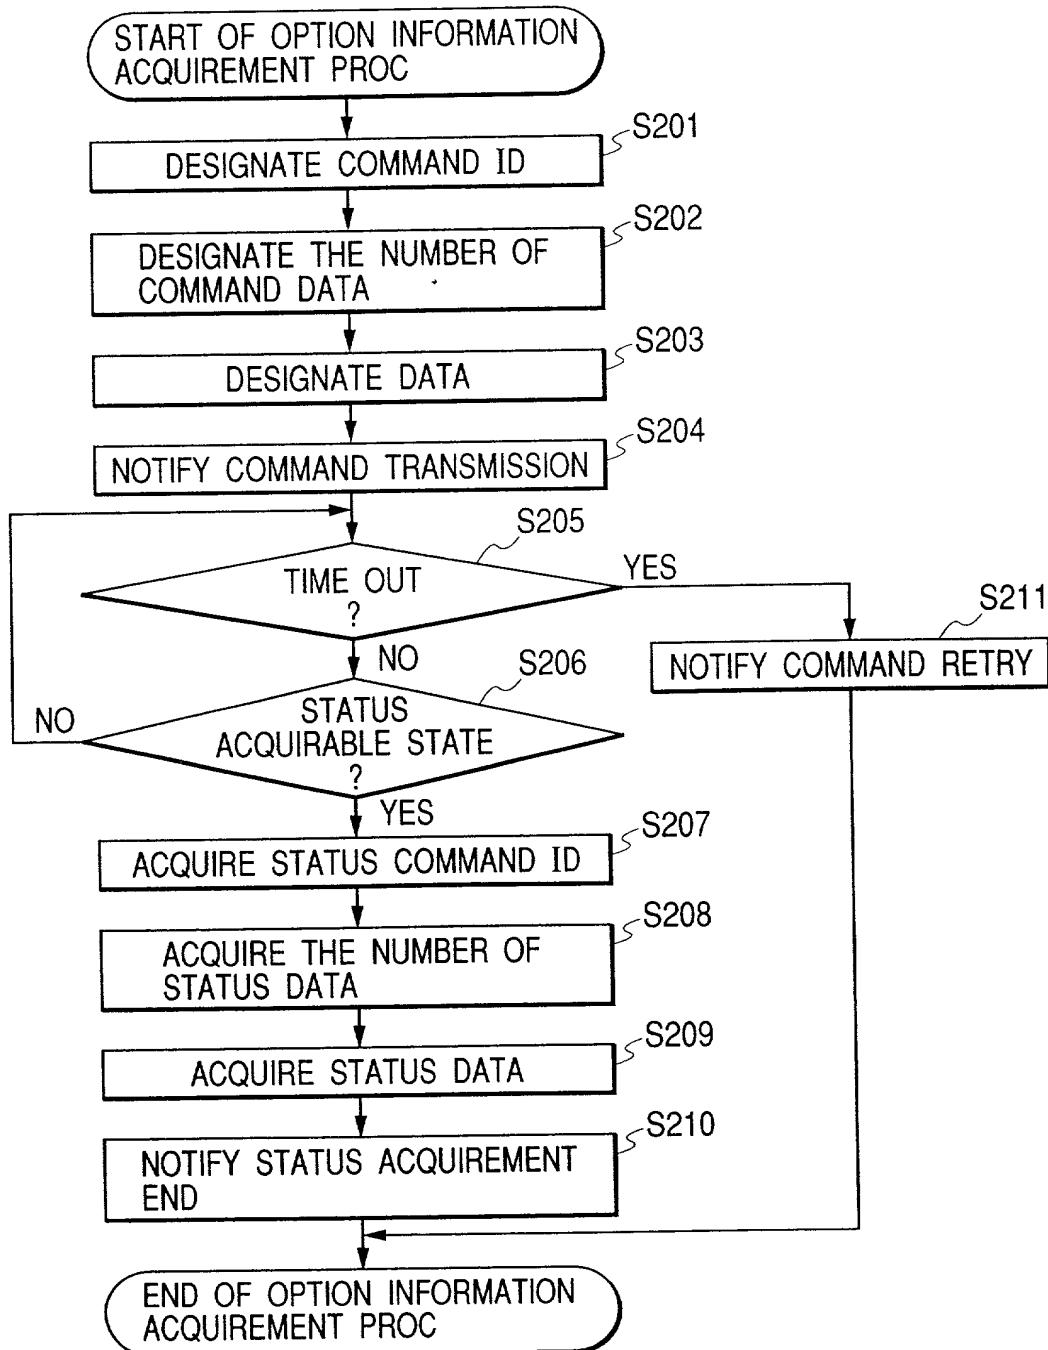 START OF OPTION INFORMATION
ACQUIREMENT PROC
S201
DESIGNATE COMMAND ID
S202
DESIGNATE THE NUMBER OF
COMMAND DATA
S203
DESIGNATE DATA
S204
NOTIFY COMMAND TRANSMISSION
S205
TIME OUT
?
YES
S211
NOTIFY COMMAND RETRY
NO
S206
STATUS
ACQUIRABLE STATE
?
NO
YES
S207
ACQUIRE STATUS COMMAND ID
S208
ACQUIRE THE NUMBER OF
STATUS DATA
S209
ACQUIRE STATUS DATA
S210
NOTIFY STATUS ACQUIREMENT
END
END OF OPTION INFORMATION
ACQUIREMENT PROC